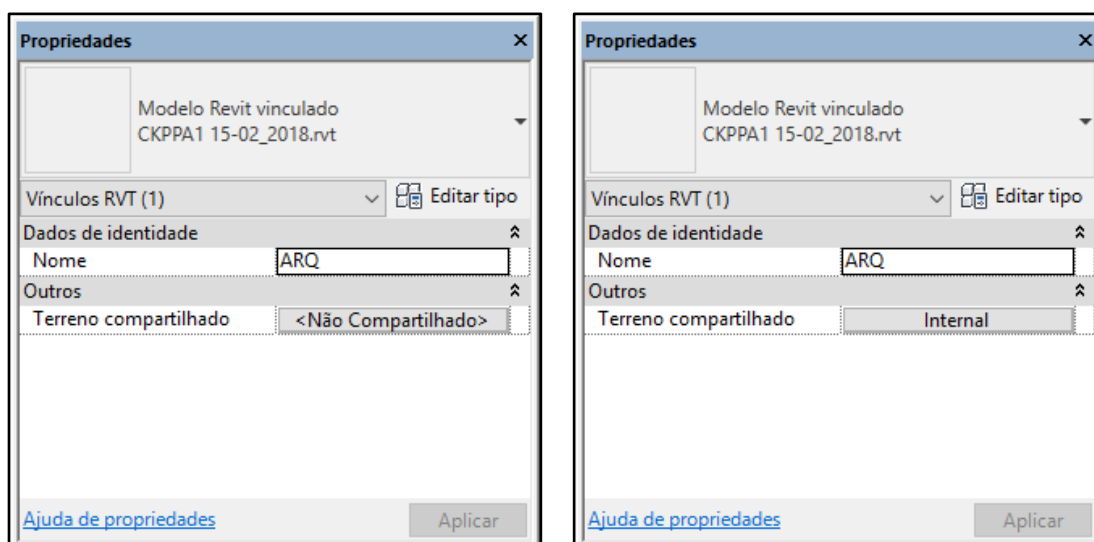 Propriedades
Modelo Revit vinculado
CKPPA1 15-02_2018.rvt
Vínculos RVT (1)
Editar tipo
Dados de identidade
Nome ARQ
Outros
Terreno compartilhado <Não Compartilhado>
Ajuda de propriedades
Aplicar
Propriedades
Modelo Revit vinculado
CKPPA1 15-02_2018.rvt
Vínculos RVT (1)
Editar tipo
Dados de identidade
Nome ARQ
Outros
Terreno compartilhado Internal
Ajuda de propriedades
Aplicar